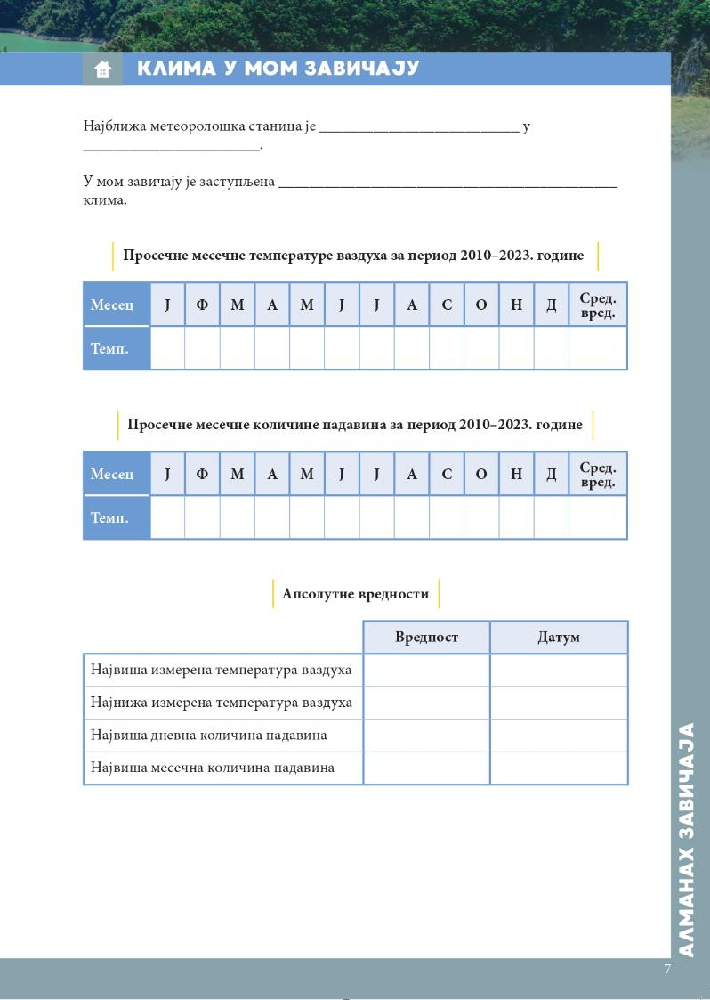 КЛИМА У МОМ ЗАВИЧАЈУ
Најближа метеоролошка станица је __________________________ у
_______________________.
У мом завичају је заступљена ____________________________________________
клима.
Просечне месечне температуре ваздуха за период 2010–2023. године
Месец Ј Ф М А М Ј Ј А С О Н Д Сред. вред.
Темп.
Просечне месечне количине падавина за период 2010–2023. године
Месец Ј Ф М А М Ј Ј А С О Н Д Сред. вред.
Темп.
Апсолутне вредности
Вредност Датум
Највиша измерена температура ваздуха
Најнижа измерена температура ваздуха
Највиша дневна количина падавина
Највиша месечна количина падавина
АЛМАНАХ ЗАВИЧАЈА
7